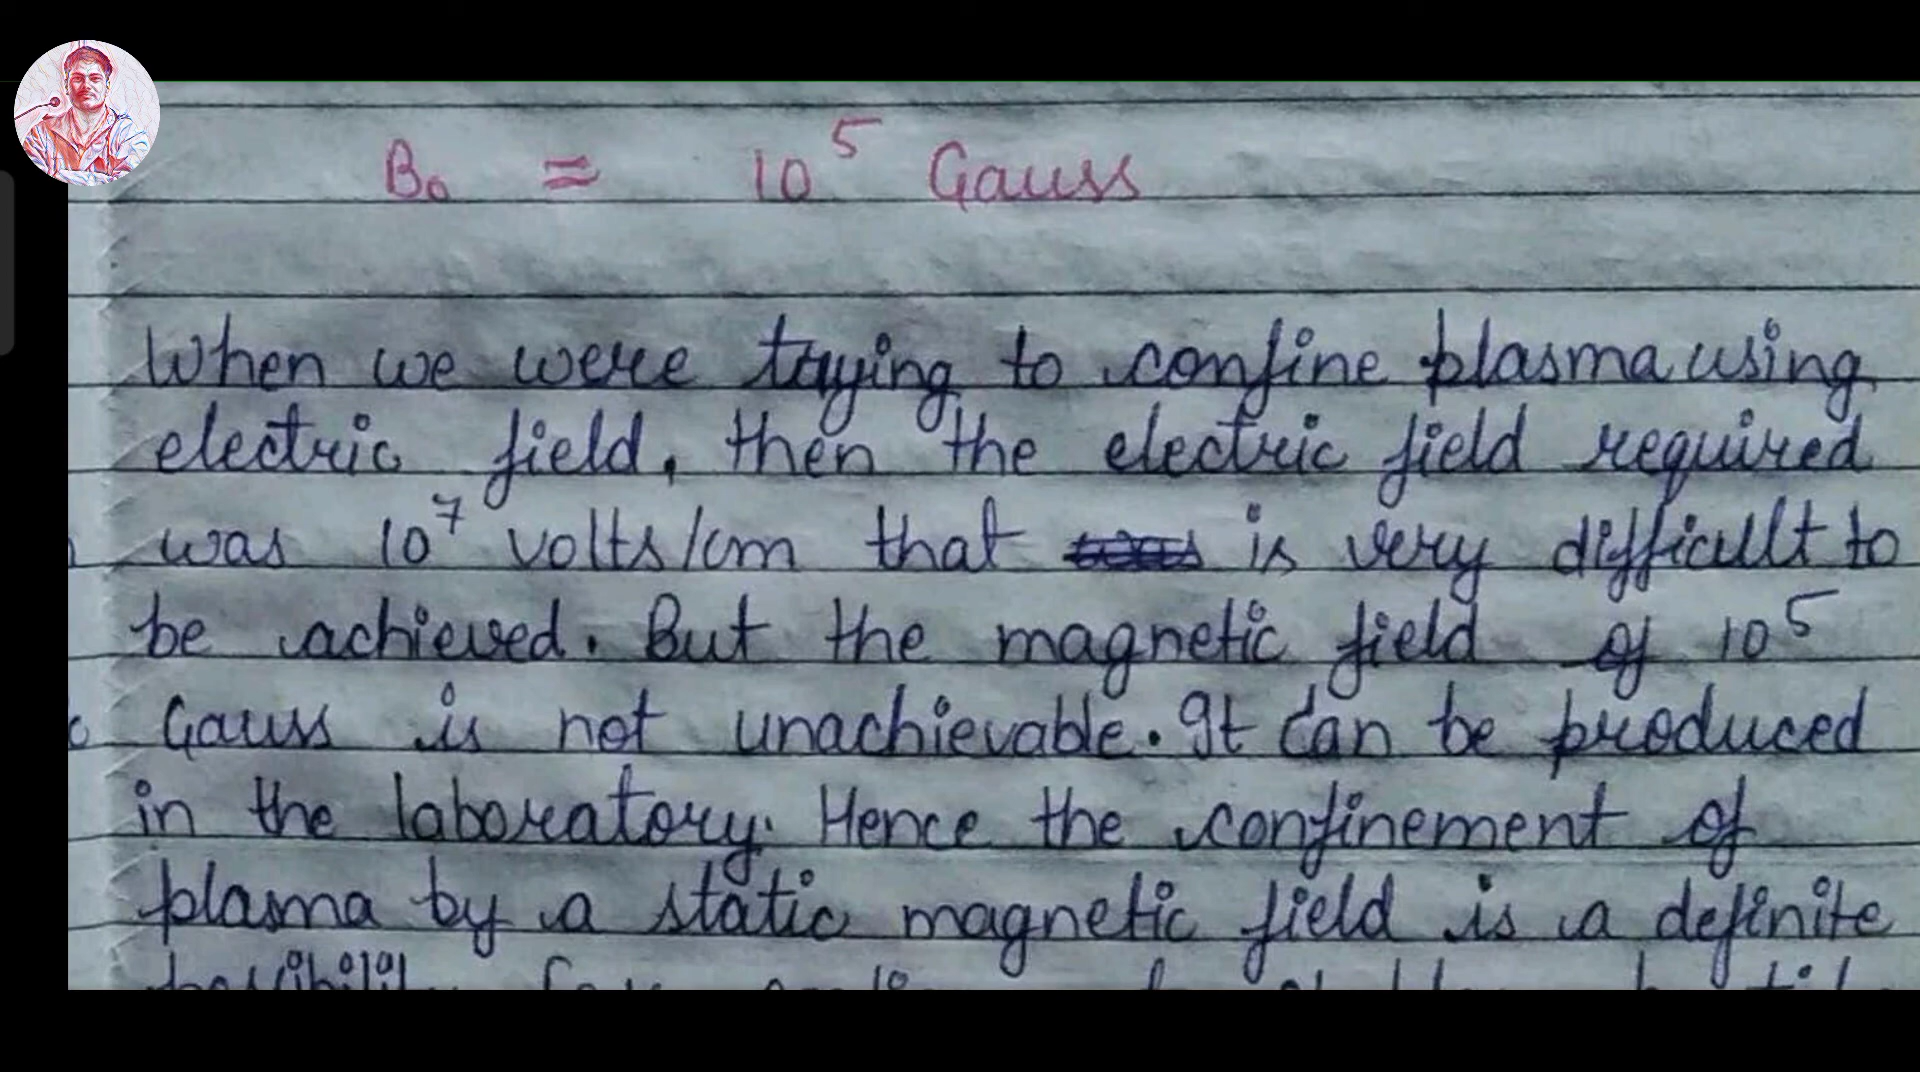 B₀ ≈ 10⁵ Gauss
When we were trying to confine plasma using
electric field, then the electric field required
was 10⁷ volts/cm that is very difficult to
be achieved. But the magnetic field of 10⁵
Gauss is not unachievable. It can be produced
in the laboratory. Hence the confinement of
plasma by a static magnetic field is a definite